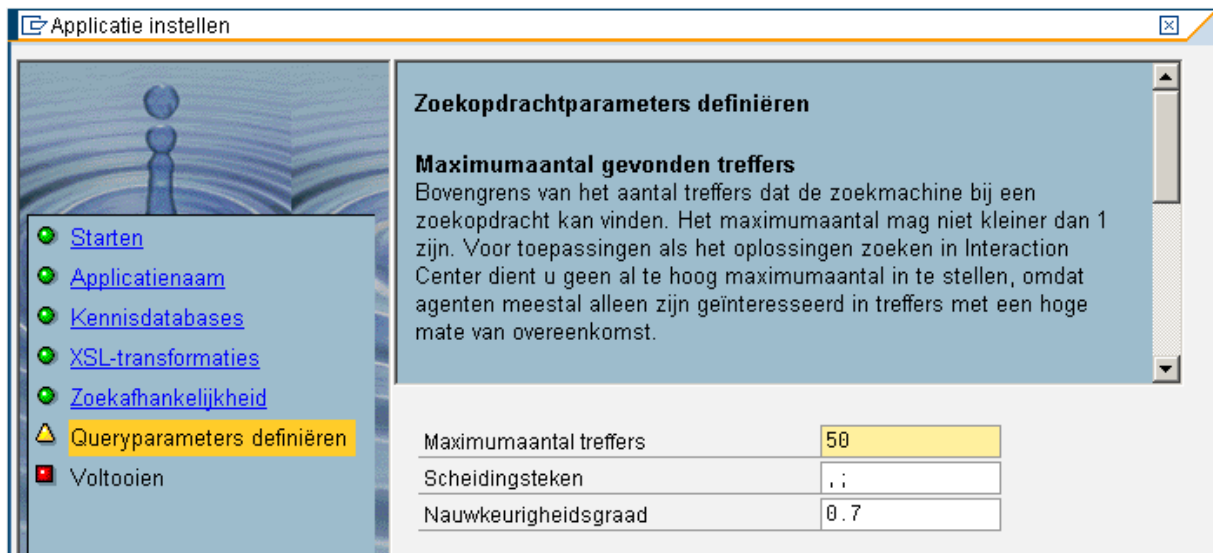 Applicatie instellen
Starten
Applicatienaam
Kennisdatabases
XSL-transformaties
Zoekafhankelijkheid
Queryparameters definiëren
Voltooien
Zoekopdrachtparameters definiëren
Maximumaantal gevonden treffers
Bovengrens van het aantal treffers dat de zoekmachine bij een
zoekopdracht kan vinden. Het maximumaantal mag niet kleiner dan 1
zijn. Voor toepassingen als het oplossingen zoeken in Interaction
Center dient u geen al te hoog maximumaantal in te stellen, omdat
agenten meestal alleen zijn geïnteresseerd in treffers met een hoge
mate van overeenkomst.
Maximumaantal treffers 50
Scheidingsteken ,;
Nauwkeurigheidsgraad 0.7